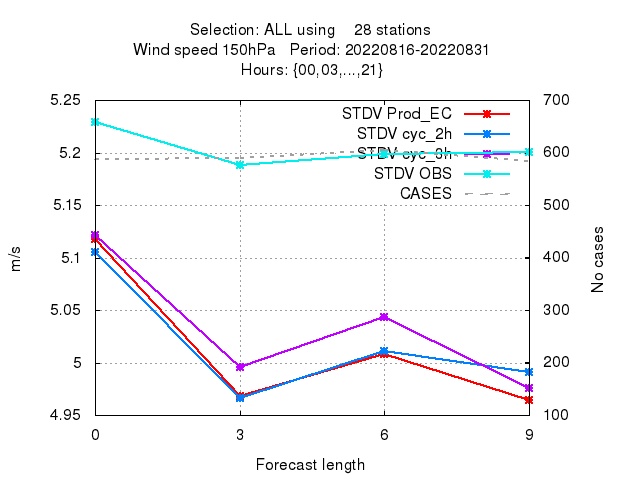 Selection: ALL using    28 stations
Wind speed 150hPa   Period: 20220816-20220831
Hours: {00,03,...,21}
5.25
5.2
5.15
5.1
5.05
5
4.95
m/s
STDV Prod_EC
STDV cyc_2h
STDV cyc_3h
STDV OBS
CASES
700
600
500
400
300
200
100
No cases
0 3 6 9
Forecast length